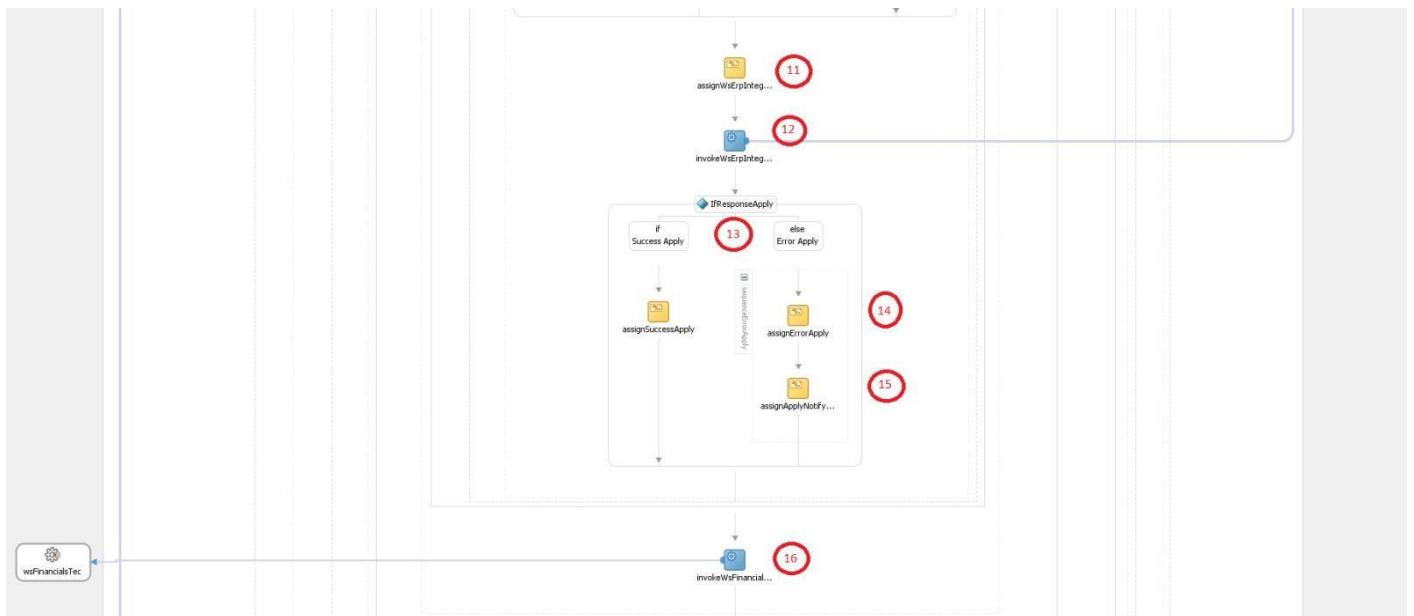 11
assignWsErpInteg...
12
invokeWsErpInteg...
IfResponseApply
if
Success Apply
13
else
Error Apply
sequenceErrorApply
assignSuccessApply
14
assignErrorApply
15
assignApplyNotify...
wsFinancialsTec
16
invokeWsFinancial...